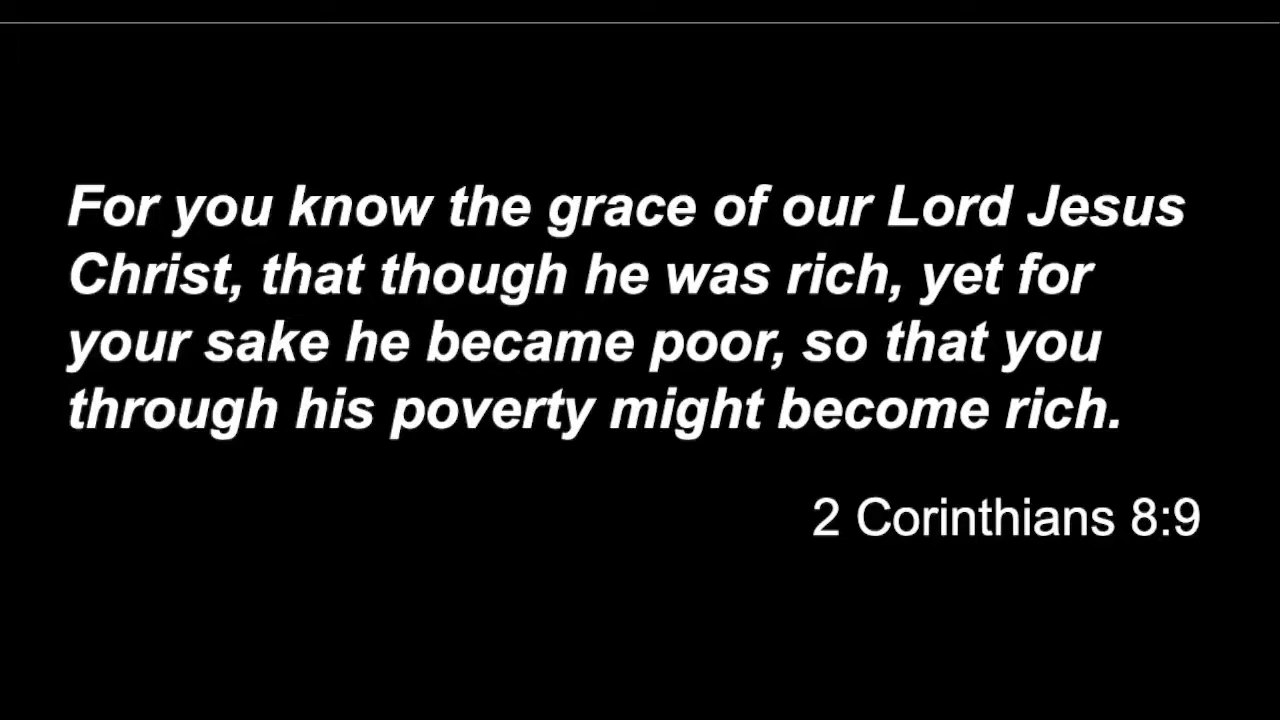 For you know the grace of our Lord Jesus
Christ, that though he was rich, yet for
your sake he became poor, so that you
through his poverty might become rich.
2 Corinthians 8:9